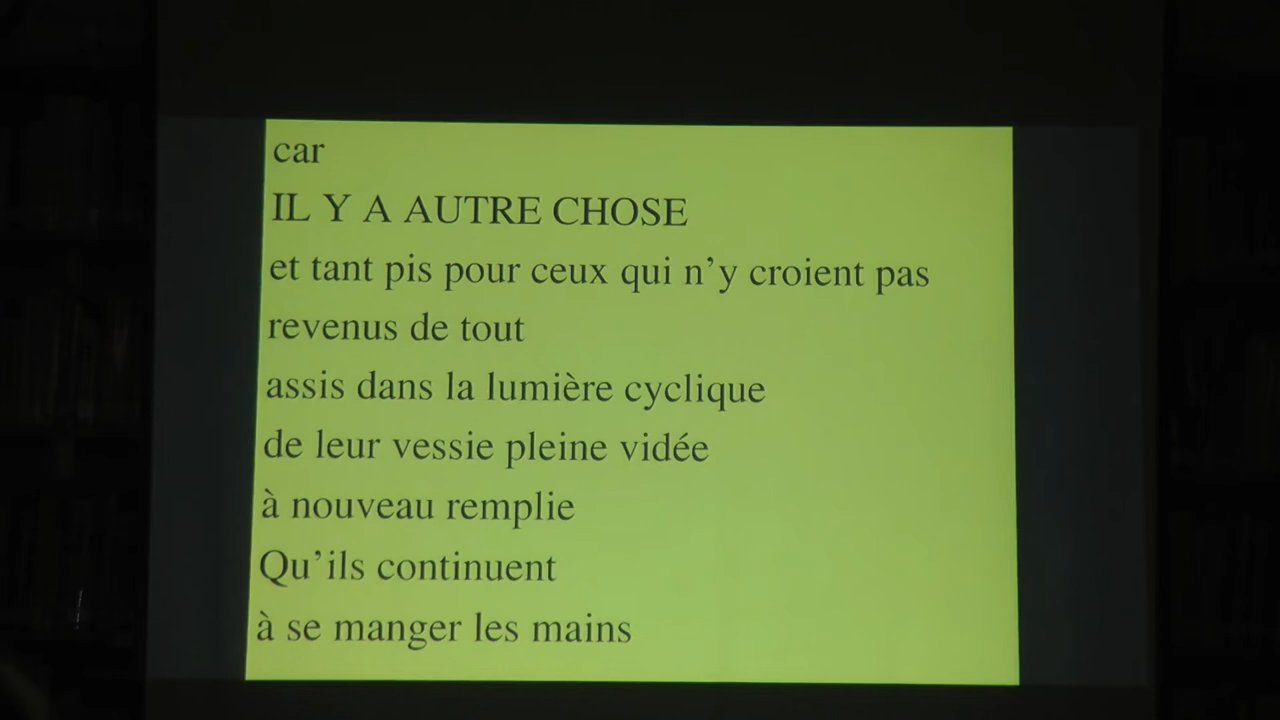 car
IL Y A AUTRE CHOSE
et tant pis pour ceux qui n’y croient pas
revenus de tout
assis dans la lumière cyclique
de leur vessie pleine vidée
à nouveau remplie
Qu’ils continuent
à se manger les mains